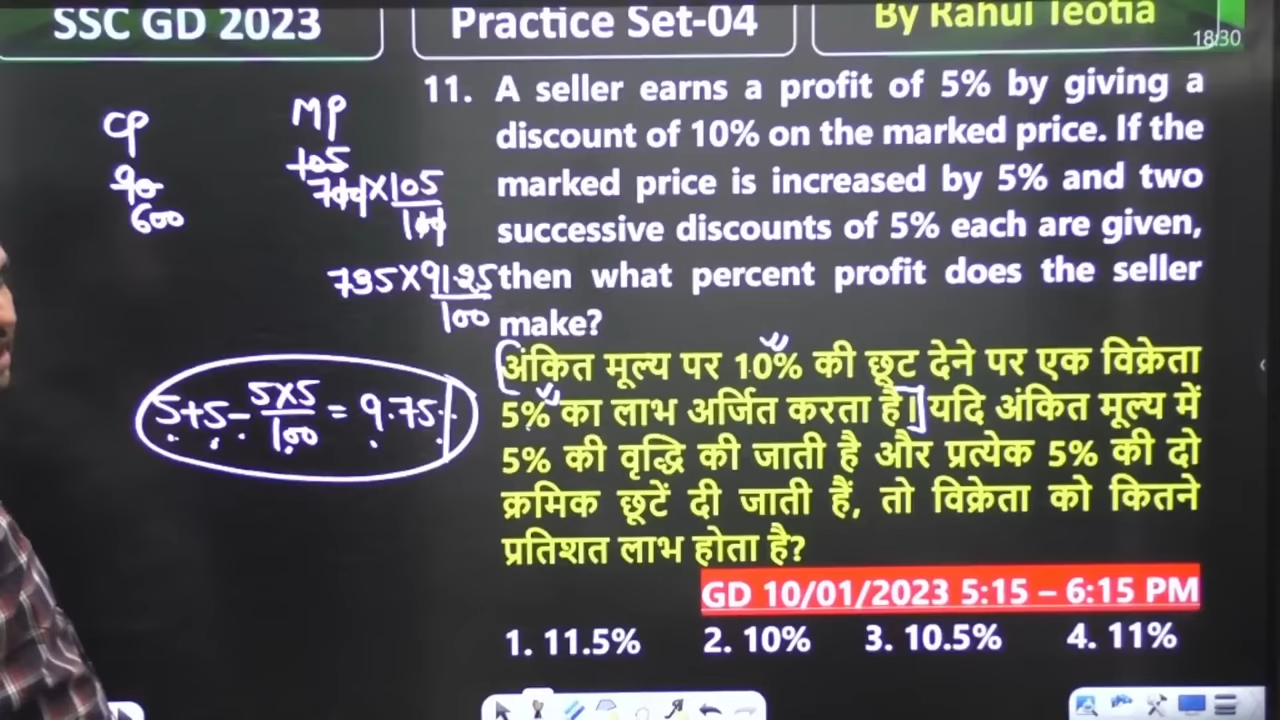 SSC GD 2023
Practice Set-04
By Rahul Teotia
18/30
CP
MP
105
90
700×105
100
600
735×91.25
100
5+5-5×5/100=9.75
11. A seller earns a profit of 5% by giving a
discount of 10% on the marked price. If the
marked price is increased by 5% and two
successive discounts of 5% each are given,
then what percent profit does the seller
make?
अंकित मूल्य पर 10% की छूट देने पर एक विक्रेता
5% का लाभ अर्जित करता है। यदि अंकित मूल्य में
5% की वृद्धि की जाती है और प्रत्येक 5% की दो
क्रमिक छूटें दी जाती हैं, तो विक्रेता को कितने
प्रतिशत लाभ होता है?
GD 10/01/2023 5:15 – 6:15 PM
1. 11.5% 2. 10% 3. 10.5% 4. 11%